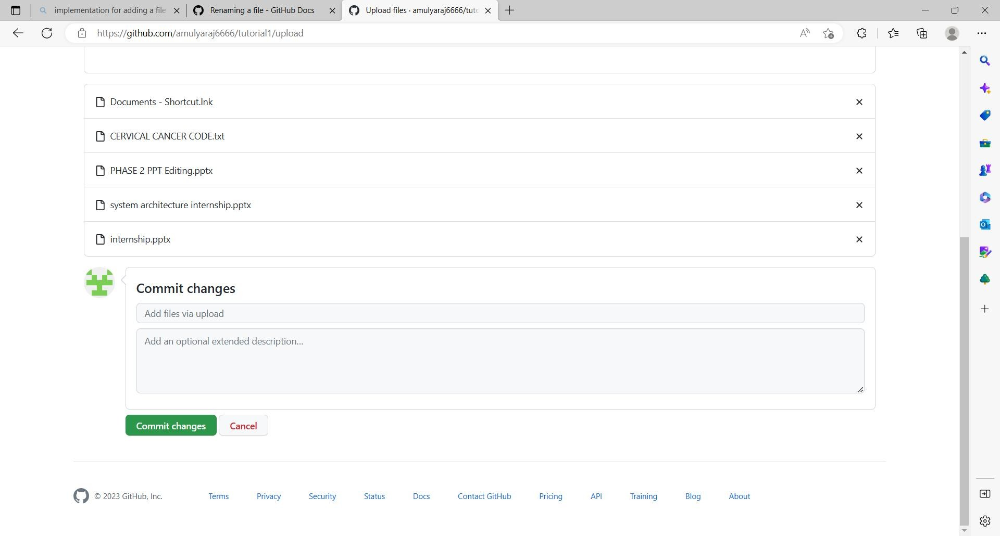 implementation for adding a file
Renaming a file - GitHub Docs
Upload files · amulyaraj6666/tuto
https://github.com/amulyaraj6666/tutorial1/upload
Documents - Shortcut.lnk
CERVICAL CANCER CODE.txt
PHASE 2 PPT Editing.pptx
system architecture internship.pptx
internship.pptx
Commit changes
Add files via upload
Add an optional extended description...
Commit changes Cancel
© 2023 GitHub, Inc. Terms Privacy Security Status Docs Contact GitHub Pricing API Training Blog About